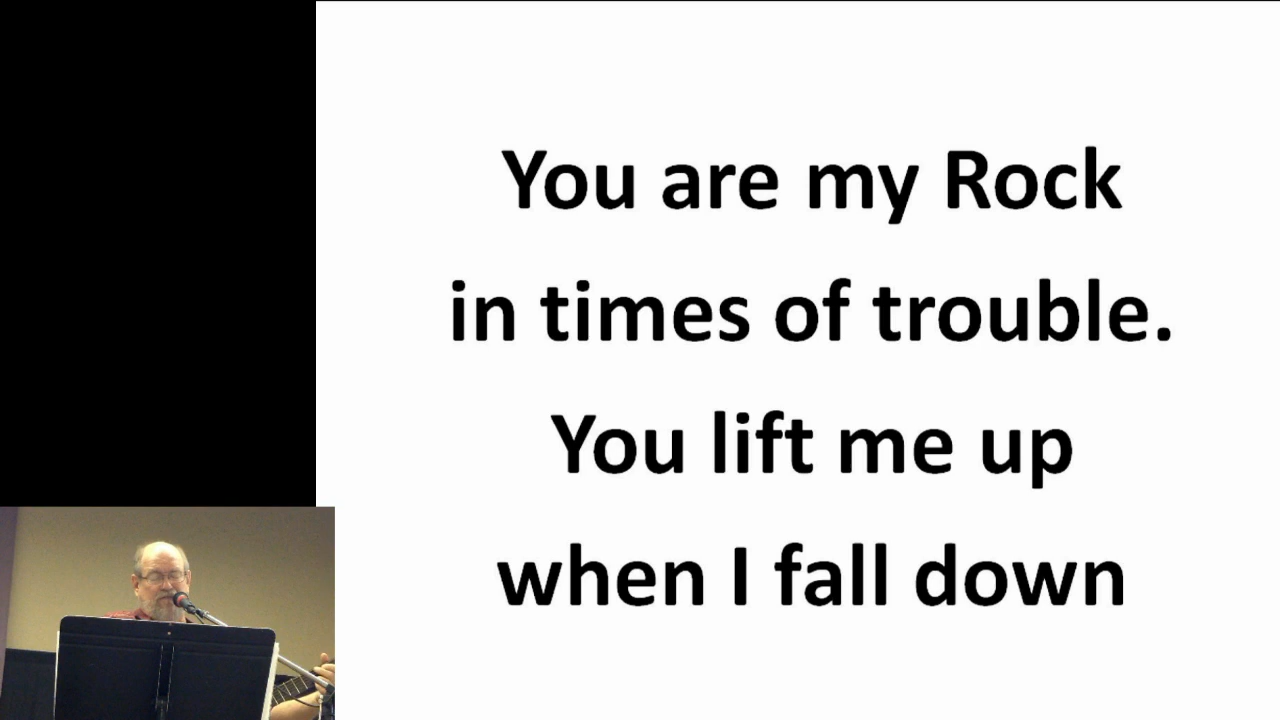 You are my Rock
in times of trouble.
You lift me up
when I fall down